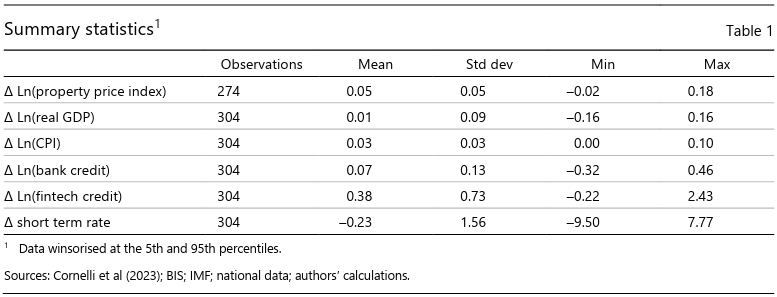 Summary statistics¹ Table 1
Observations Mean Std dev Min Max
Δ Ln(property price index) 274 0.05 0.05 –0.02 0.18
Δ Ln(real GDP) 304 0.01 0.09 –0.16 0.16
Δ Ln(CPI) 304 0.03 0.03 0.00 0.10
Δ Ln(bank credit) 304 0.07 0.13 –0.32 0.46
Δ Ln(fintech credit) 304 0.38 0.73 –0.22 2.43
Δ short term rate 304 –0.23 1.56 –9.50 7.77
¹ Data winsorised at the 5th and 95th percentiles.
Sources: Cornelli et al (2023); BIS; IMF; national data; authors’ calculations.